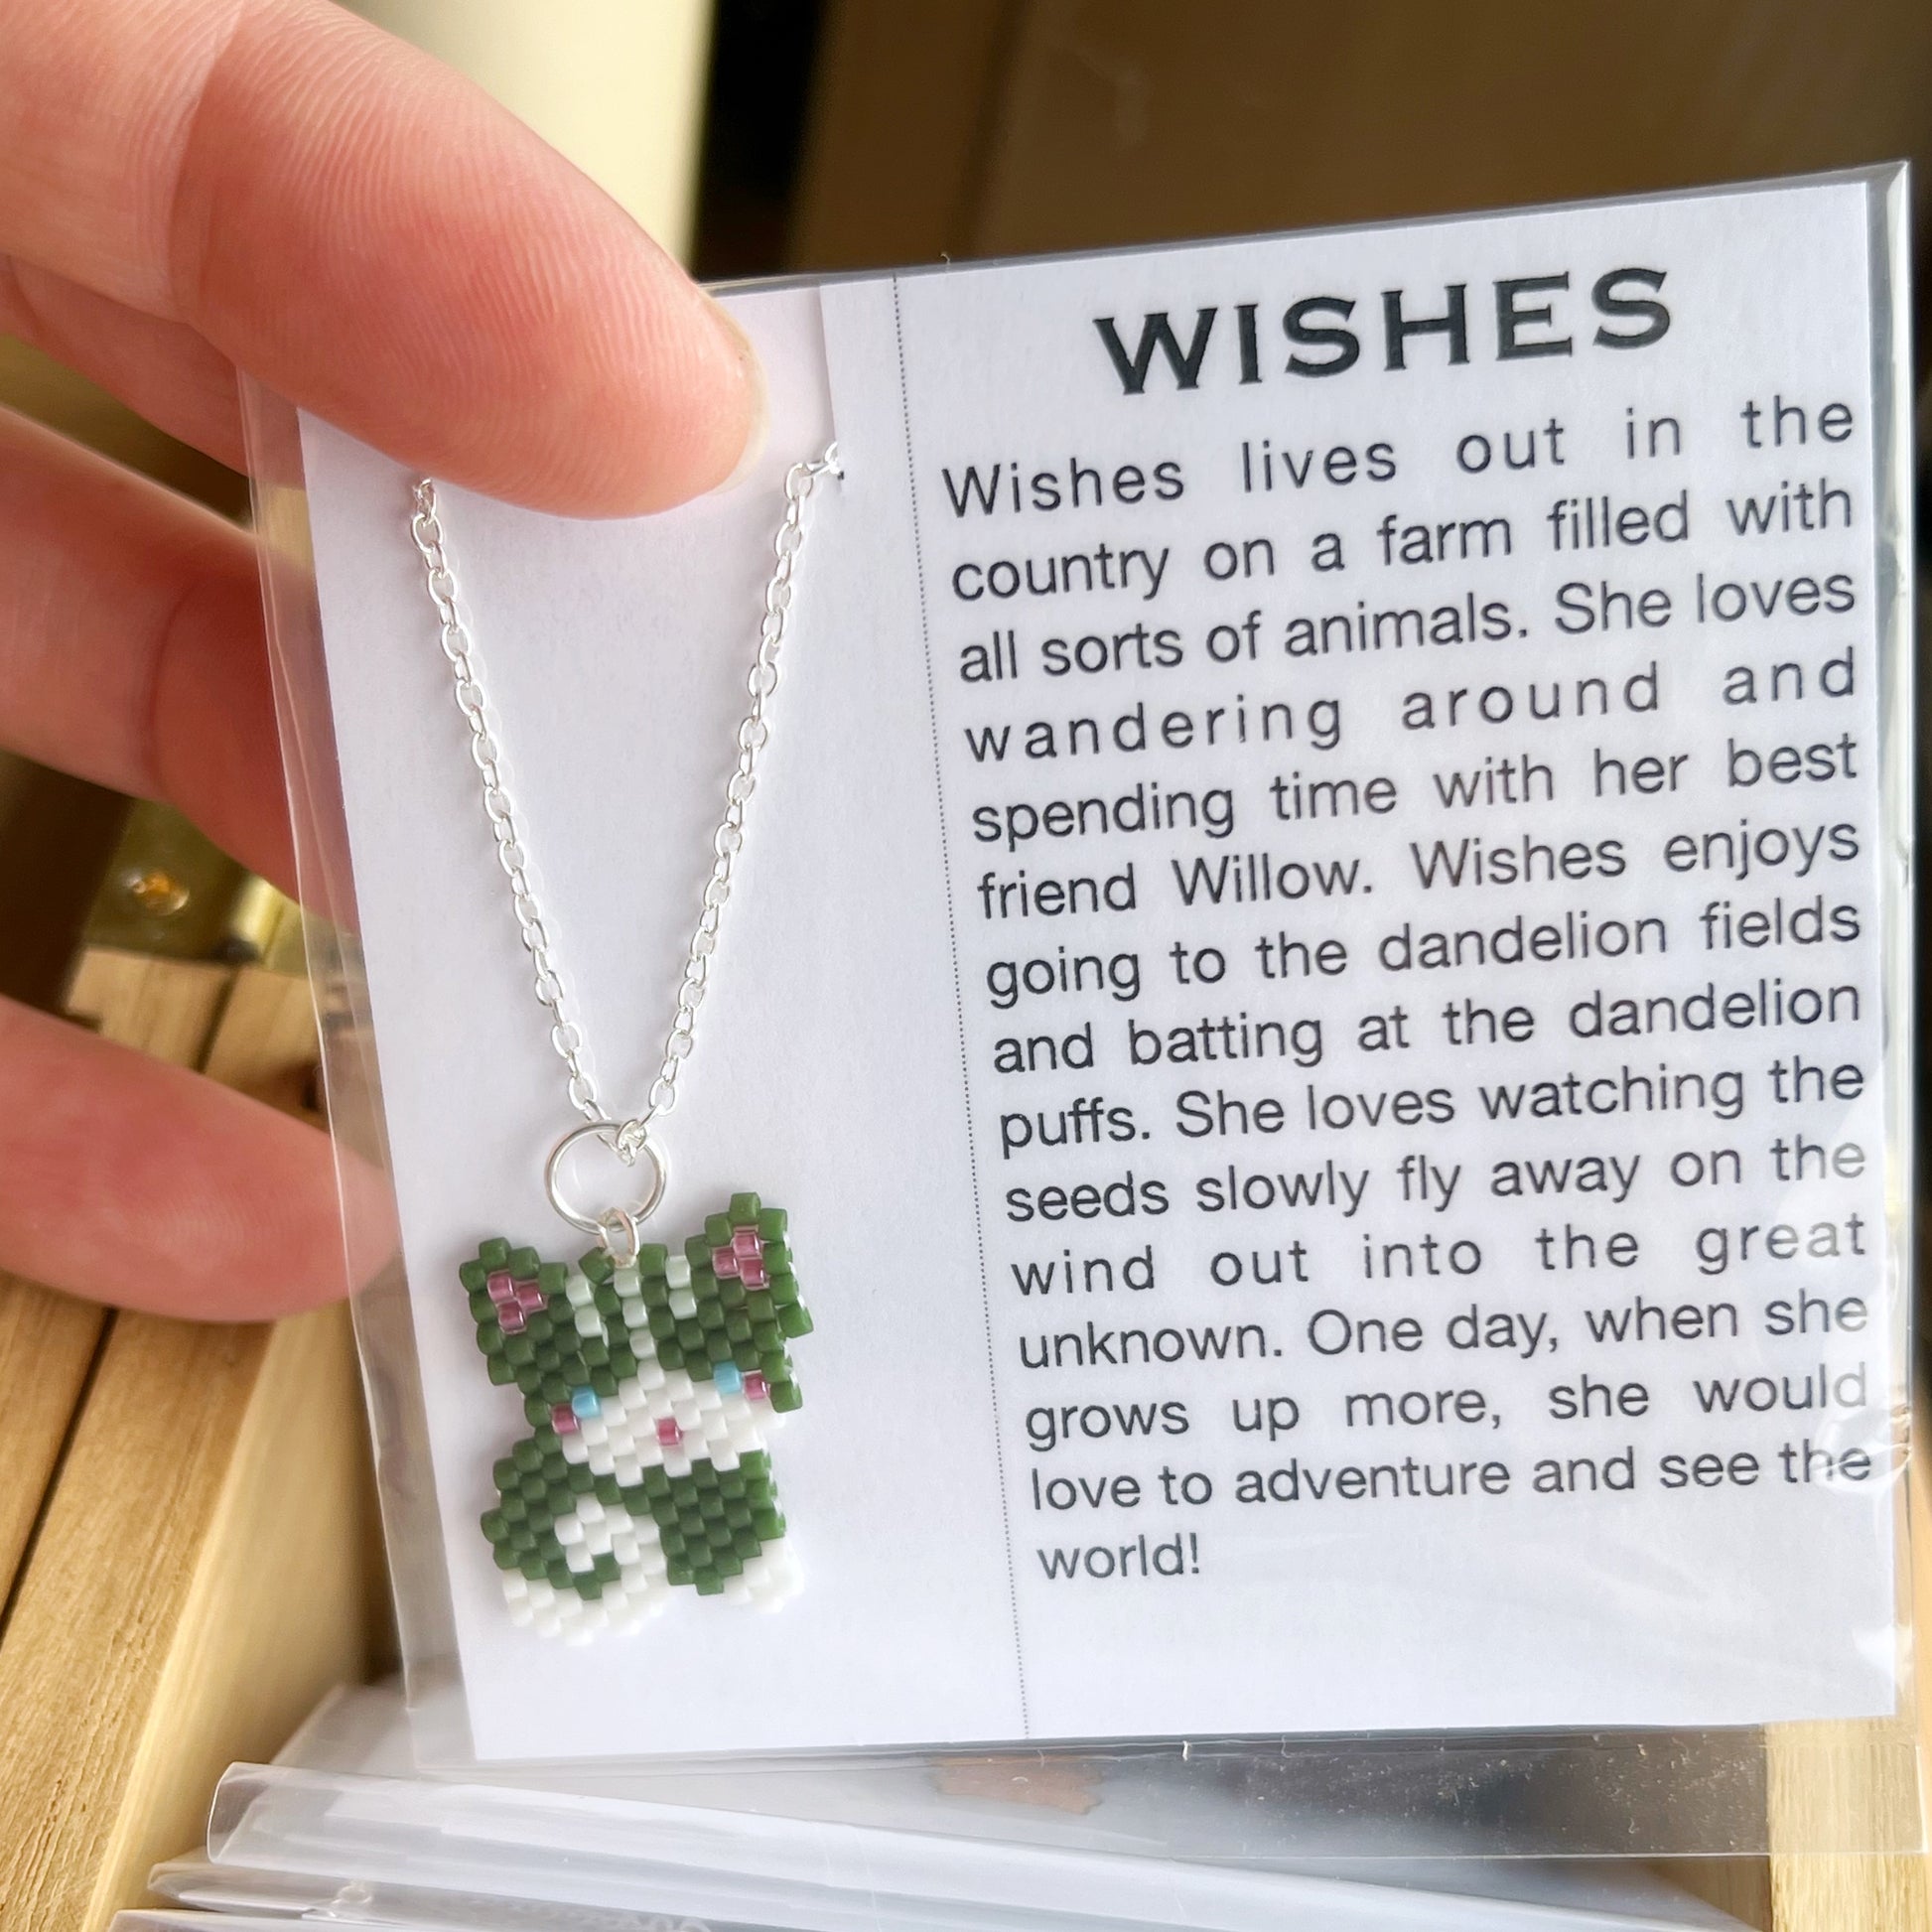 WISHES
Wishes lives out in the
country on a farm filled with
all sorts of animals. She loves
wandering around and
spending time with her best
friend Willow. Wishes enjoys
going to the dandelion fields
and batting at the dandelion
puffs. She loves watching the
seeds slowly fly away on the
wind out into the great
unknown. One day, when she
grows up more, she would
love to adventure and see the
world!